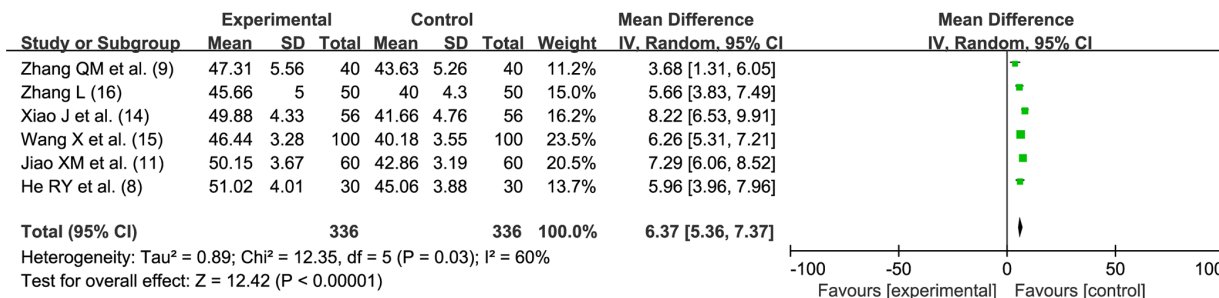 Experimental Control Mean Difference Mean Difference
Study or Subgroup Mean SD Total Mean SD Total Weight IV, Random, 95% CI IV, Random, 95% CI
Zhang QM et al. (9) 47.31 5.56 40 43.63 5.26 40 11.2% 3.68 [1.31, 6.05]
Zhang L (16) 45.66 5 50 40 4.3 50 15.0% 5.66 [3.83, 7.49]
Xiao J et al. (14) 49.88 4.33 56 41.66 4.76 56 16.2% 8.22 [6.53, 9.91]
Wang X et al. (15) 46.44 3.28 100 40.18 3.55 100 23.5% 6.26 [5.31, 7.21]
Jiao XM et al. (11) 50.15 3.67 60 42.86 3.19 60 20.5% 7.29 [6.06, 8.52]
He RY et al. (8) 51.02 4.01 30 45.06 3.88 30 13.7% 5.96 [3.96, 7.96]
Total (95% CI) 336 336 100.0% 6.37 [5.36, 7.37]
Heterogeneity: Tau² = 0.89; Chi² = 12.35, df = 5 (P = 0.03); I² = 60%
Test for overall effect: Z = 12.42 (P < 0.00001)
-100 -50 0 50 100
Favours [experimental] Favours [control]